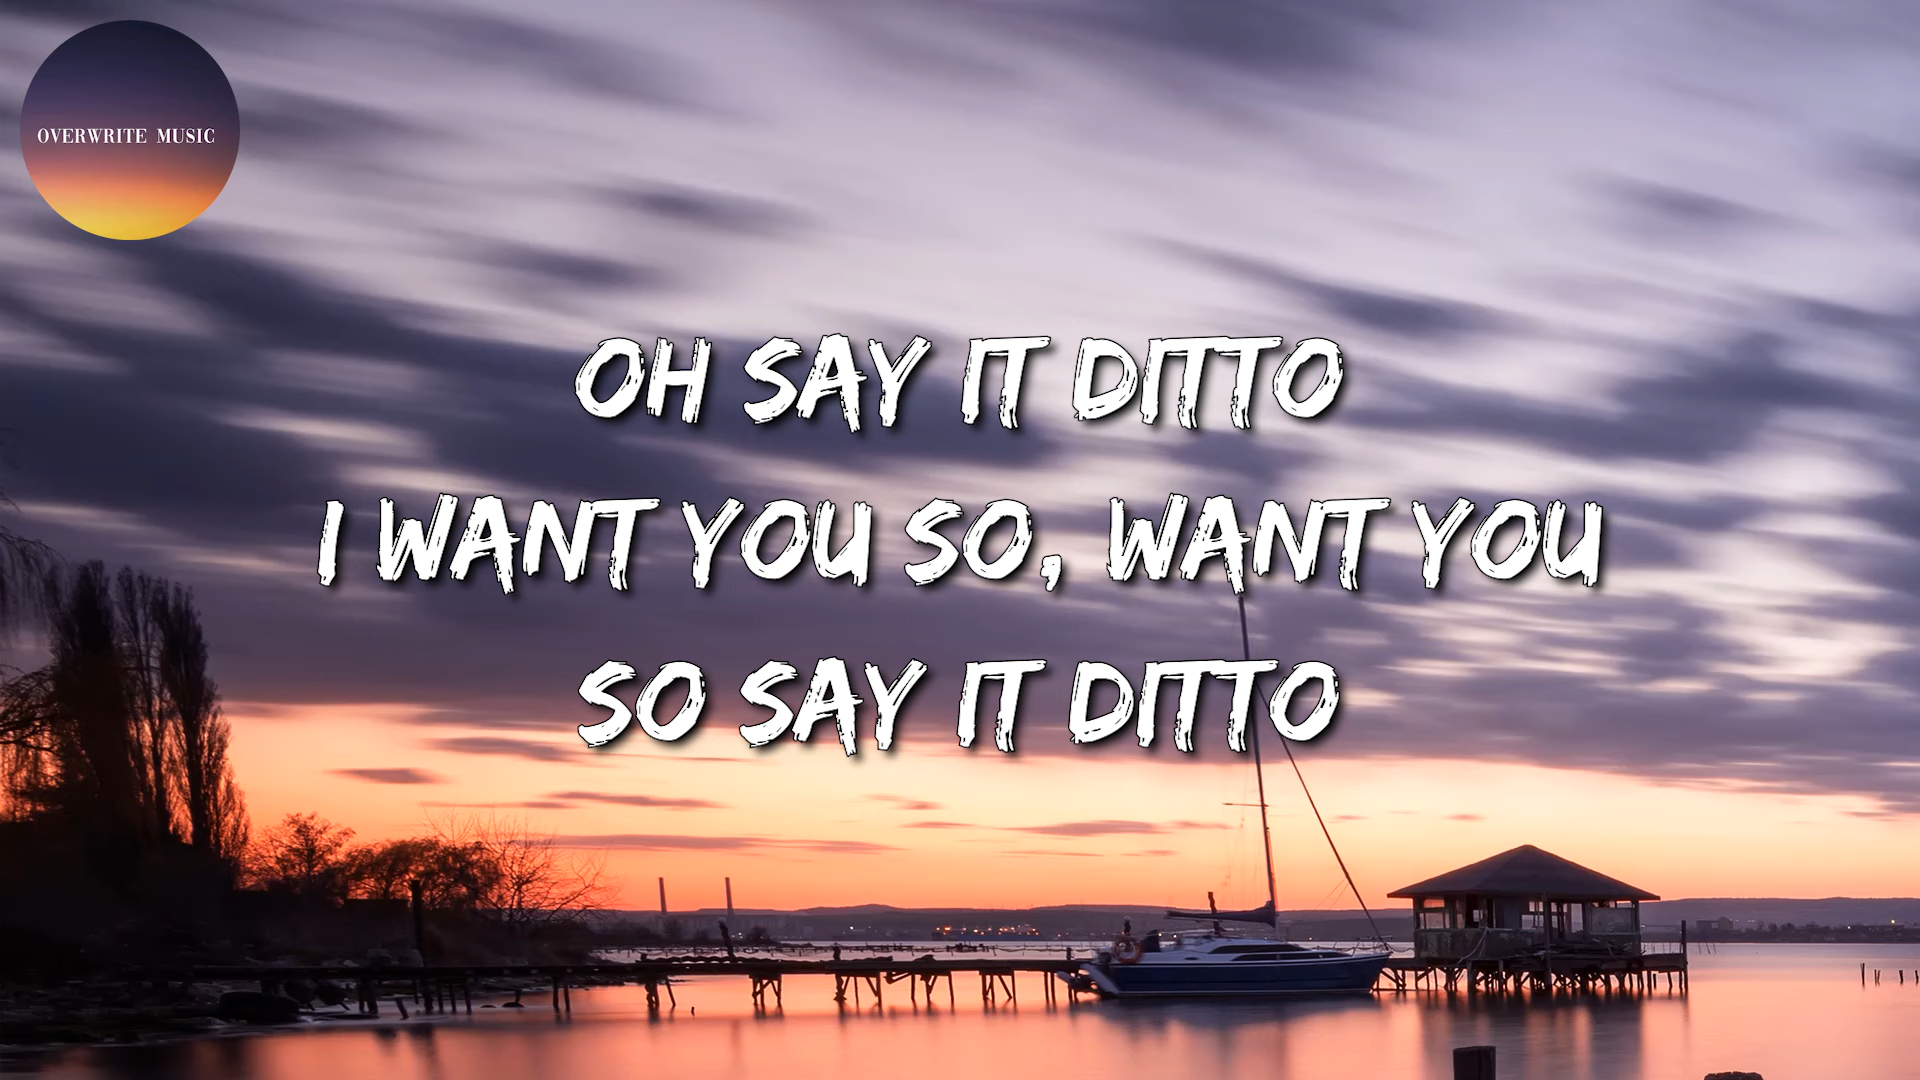 OVERWRITE MUSIC
OH SAY IT DITTO
I WANT YOU SO, WANT YOU
SO SAY IT DITTO